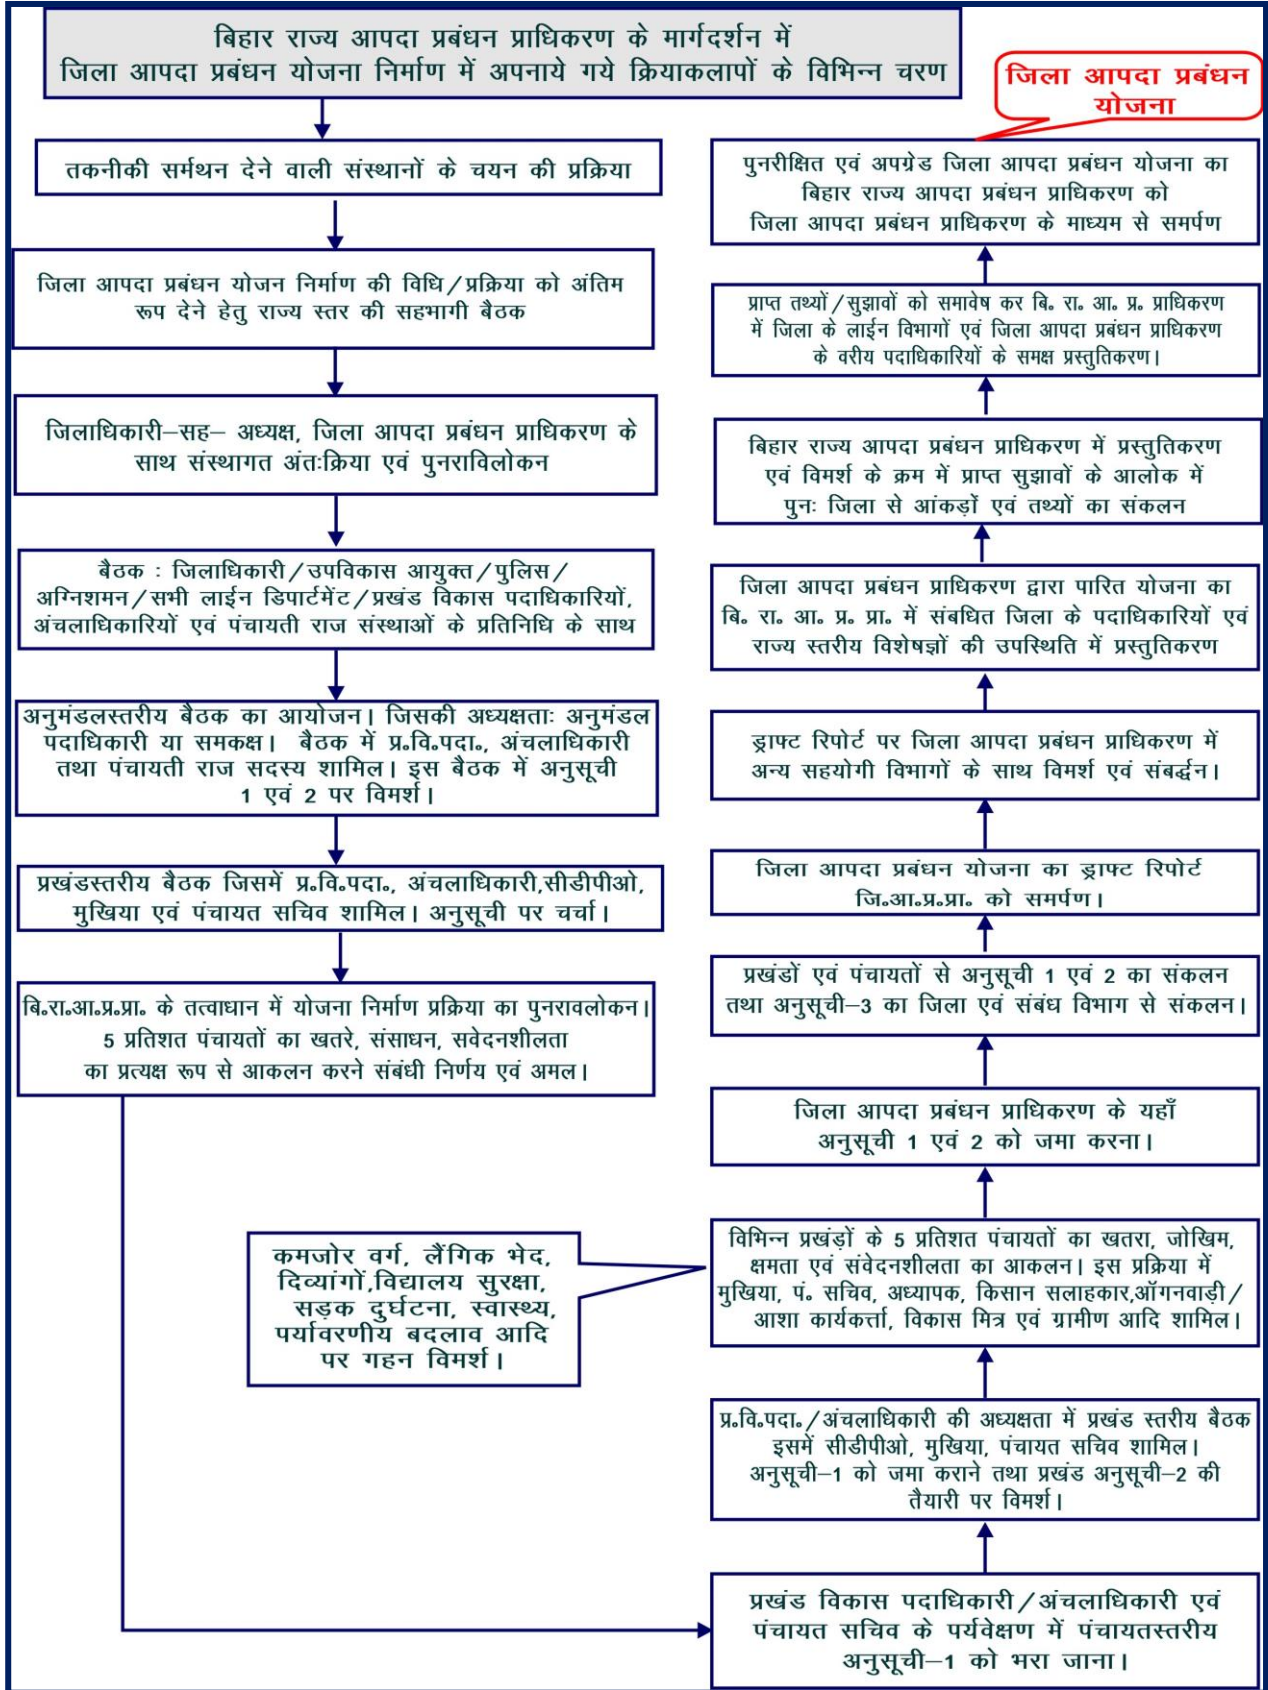 बिहार राज्य आपदा प्रबंधन प्राधिकरण के मार्गदर्शन में
जिला आपदा प्रबंधन योजना निर्माण में अपनाये गये क्रियाकलापों के विभिन्न चरण
तकनीकी सर्मथन देने वाली संस्थानों के चयन की प्रक्रिया
जिला आपदा प्रबंधन योजन निर्माण की विधि/प्रक्रिया को अंतिम
रूप देने हेतु राज्य स्तर की सहभागी बैठक
जिलाधिकारी–सह– अध्यक्ष, जिला आपदा प्रबंधन प्राधिकरण के
साथ संस्थागत अंतःक्रिया एवं पुनराविलोकन
बैठक : जिलाधिकारी/उपविकास आयुक्त/पुलिस/
अग्निशमन/सभी लाईन डिपार्टमेंट/प्रखंड विकास पदाधिकारियों,
अंचलाधिकारियों एवं पंचायती राज संस्थाओं के प्रतिनिधि के साथ
अनुमंडलस्तरीय बैठक का आयोजन। जिसकी अध्यक्षताः अनुमंडल
पदाधिकारी या समकक्ष। बैठक में प्र॰वि॰पदा॰, अंचलाधिकारी
तथा पंचायती राज सदस्य शामिल। इस बैठक में अनुसूची
1 एवं 2 पर विमर्श।
प्रखंडस्तरीय बैठक जिसमें प्र॰वि॰पदा॰, अंचलाधिकारी,सीडीपीओ,
मुखिया एवं पंचायत सचिव शामिल। अनुसूची पर चर्चा।
बि॰रा॰आ॰प्र॰प्रा॰ के तत्वाधान में योजना निर्माण प्रक्रिया का पुनरावलोकन।
5 प्रतिशत पंचायतों का खतरे, संसाधन, सवेदनशीलता
का प्रत्यक्ष रूप से आकलन करने संबंधी निर्णय एवं अमल।
प्रखंड विकास पदाधिकारी/अंचलाधिकारी एवं
पंचायत सचिव के पर्यवेक्षण में पंचायतस्तरीय
अनुसूची–1 को भरा जाना।
प्र॰वि॰पदा॰/अंचलाधिकारी की अध्यक्षता में प्रखंड स्तरीय बैठक
इसमें सीडीपीओ, मुखिया, पंचायत सचिव शामिल।
अनुसूची–1 को जमा कराने तथा प्रखंड अनुसूची–2 की
तैयारी पर विमर्श।
विभिन्न प्रखंड़ों के 5 प्रतिशत पंचायतों का खतरा, जोखिम,
क्षमता एवं संवेदनशीलता का आकलन। इस प्रक्रिया में
मुखिया, पं॰ सचिव, अध्यापक, किसान सलाहकार,ऑगनवाड़ी/
आशा कार्यकर्त्ता, विकास मित्र एवं ग्रामीण आदि शामिल।
कमजोर वर्ग, लैंगिक भेद,
दिव्यांगों,विद्यालय सुरक्षा,
सड़क दुर्घटना, स्वास्थ्य,
पर्यावरणीय बदलाव आदि
पर गहन विमर्श।
जिला आपदा प्रबंधन प्राधिकरण के यहाँ
अनुसूची 1 एवं 2 को जमा करना।
प्रखंडों एवं पंचायतों से अनुसूची 1 एवं 2 का संकलन
तथा अनुसूची–3 का जिला एवं संबंध विभाग से संकलन।
जिला आपदा प्रबंधन योजना का ड्राफ्ट रिपोर्ट
जि॰आ॰प्र॰प्रा॰ को समर्पण।
ड्राफ्ट रिपोर्ट पर जिला आपदा प्रबंधन प्राधिकरण में
अन्य सहयोगी विभागों के साथ विमर्श एवं संबर्द्धन।
जिला आपदा प्रबंधन प्राधिकरण द्वारा पारित योजना का
बि॰ रा॰ आ॰ प्र॰ प्रा॰ में संबधित जिला के पदाधिकारियों एवं
राज्य स्तरीय विशेषज्ञों की उपस्थिति में प्रस्तुतिकरण
बिहार राज्य आपदा प्रबंधन प्राधिकरण में प्रस्तुतिकरण
एवं विमर्श के क्रम में प्राप्त सुझावों के आलोक में
पुनः जिला से आंकड़ों एवं तथ्यों का संकलन
प्राप्त तथ्यों/सुझावों को समावेष कर बि॰ रा॰ आ॰ प्र॰ प्राधिकरण
में जिला के लाईन विभागों एवं जिला आपदा प्रबंधन प्राधिकरण
के वरीय पदाधिकारियों के समक्ष प्रस्तुतिकरण।
पुनरीक्षित एवं अपग्रेड जिला आपदा प्रबंधन योजना का
बिहार राज्य आपदा प्रबंधन प्राधिकरण को
जिला आपदा प्रबंधन प्राधिकरण के माध्यम से समर्पण
जिला आपदा प्रबंधन
योजना